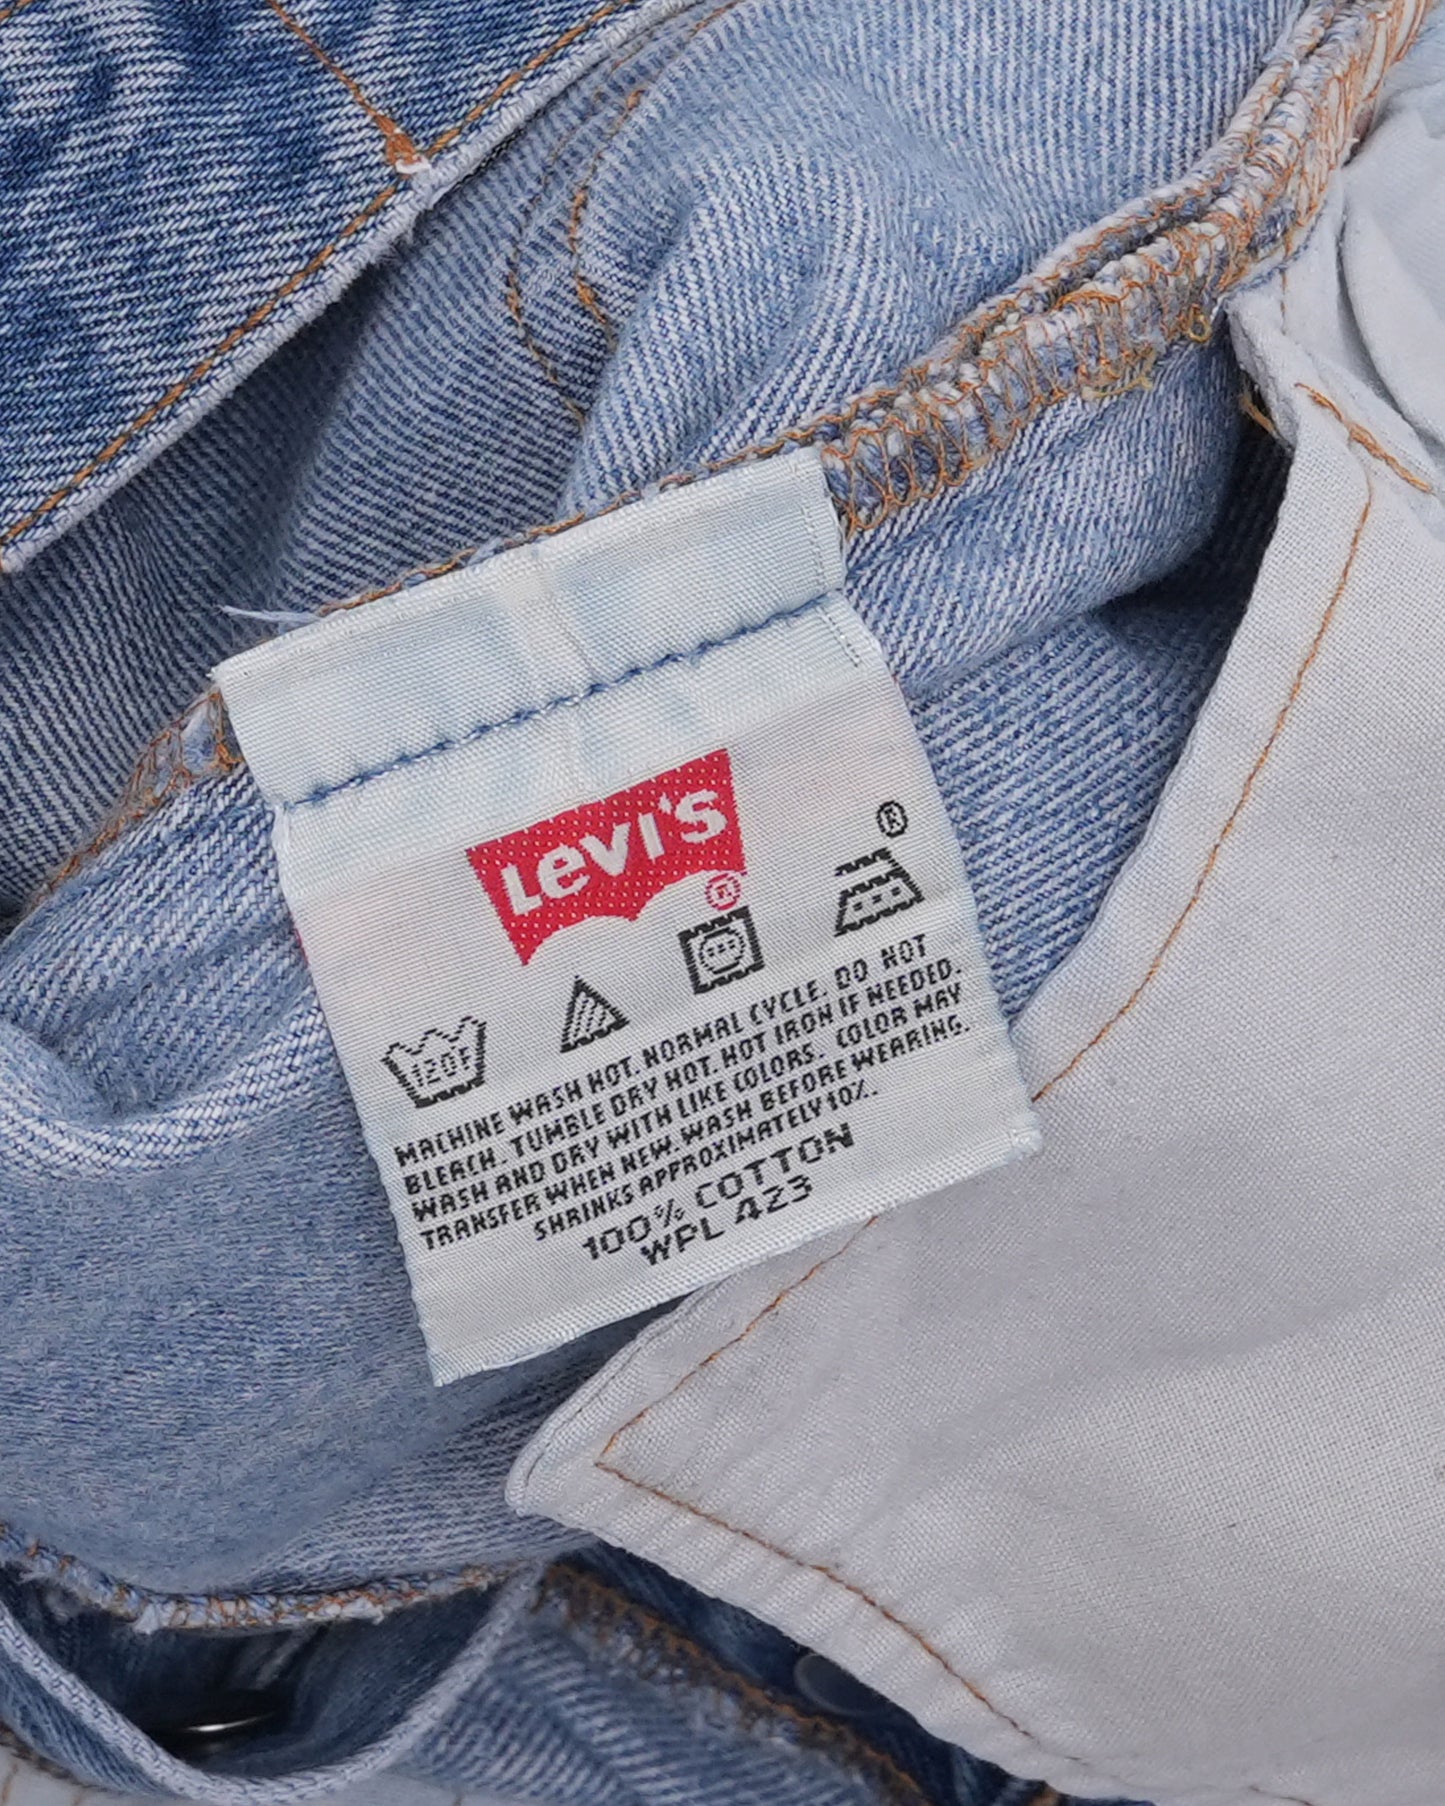 Levi's
®
®
120F
MACHINE WASH HOT. NORMAL CYCLE. DO NOT
BLEACH. TUMBLE DRY HOT. HOT IRON IF NEEDED.
WASH AND DRY WITH LIKE COLORS. COLOR MAY
TRANSFER WHEN NEW. WASH BEFORE WEARING.
SHRINKS APPROXIMATELY 10%.
100% COTTON
WPL 423